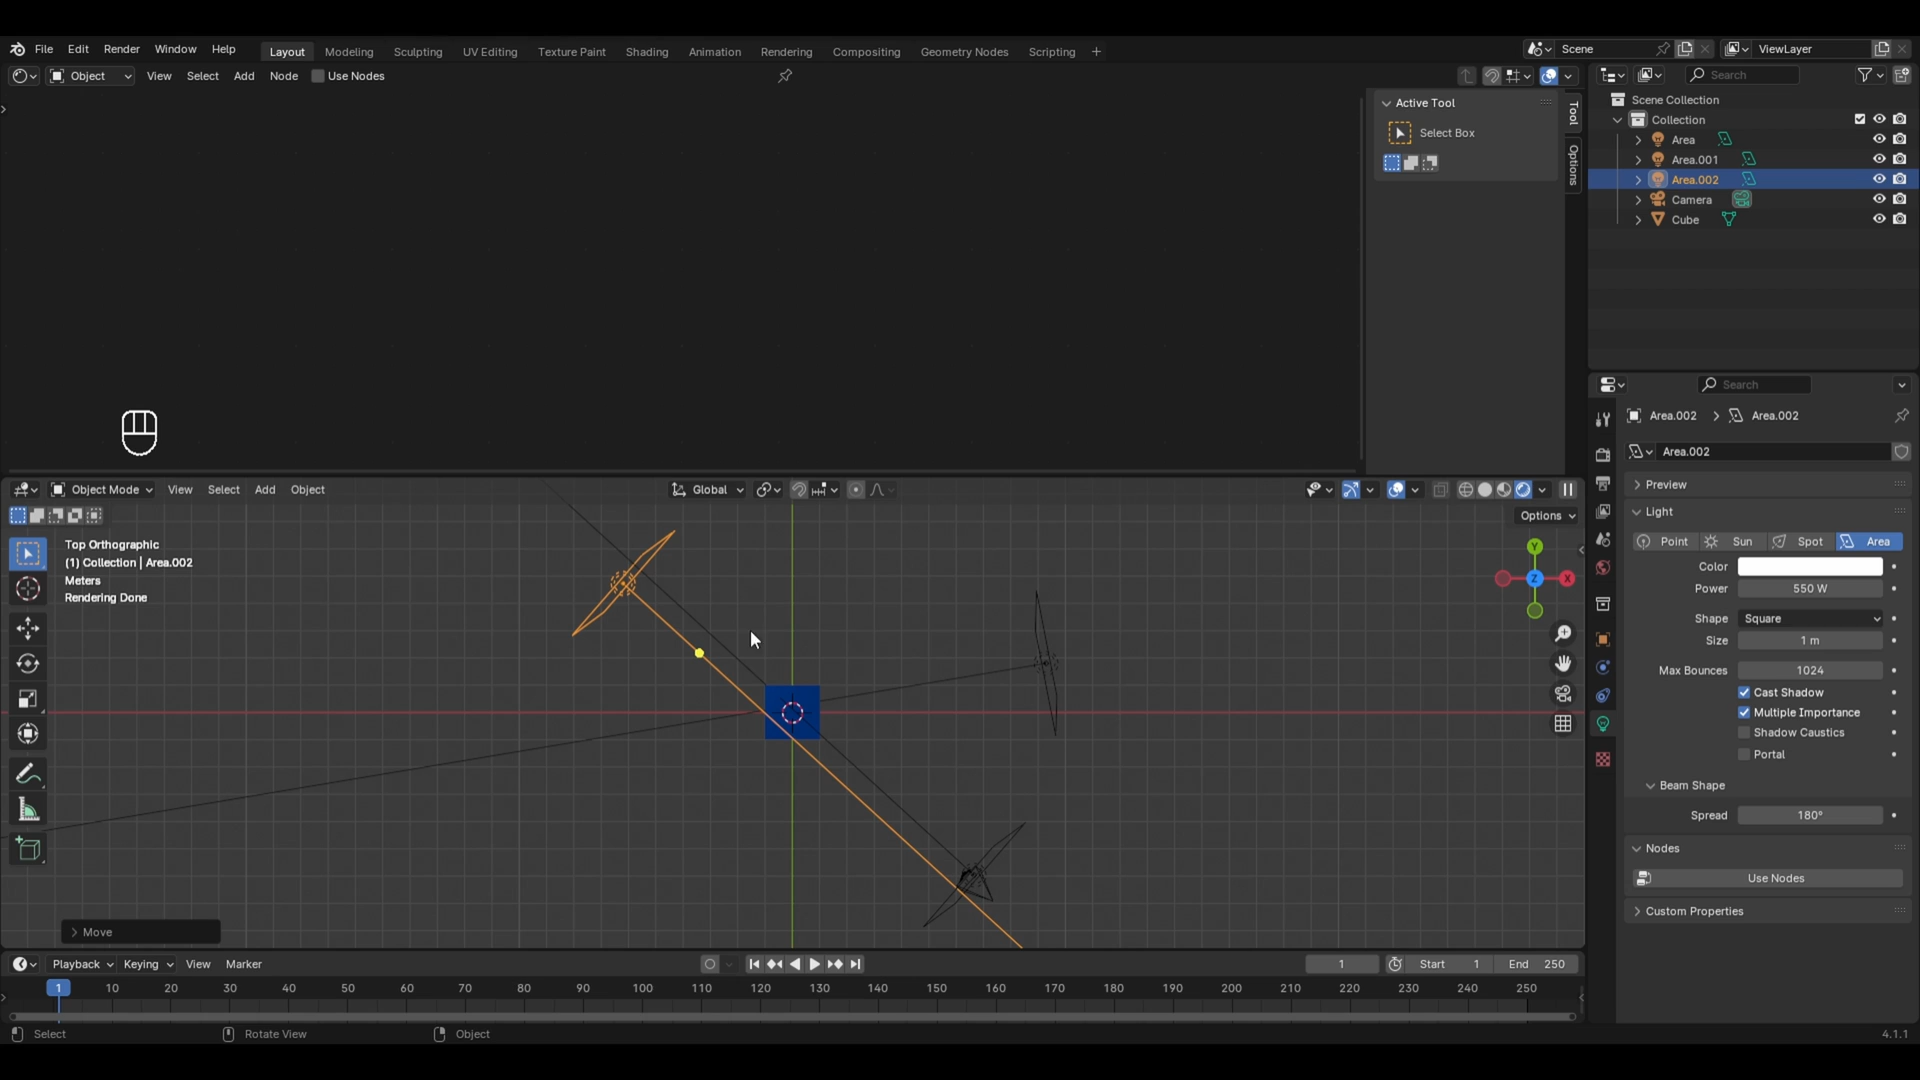 File Edit Render Window Help Layout Modeling Sculpting UV Editing Texture Paint Shading Animation Rendering Compositing Geometry Nodes Scripting + Scene ViewLayer
Object View Select Add Node Use Nodes
Active Tool
Select Box
Tool
Options
Search
Scene Collection
Collection
Area
Area.001
Area.002
Camera
Cube
Object Mode View Select Add Object Global
Options
Top Orthographic
(1) Collection | Area.002
Meters
Rendering Done
Y
Z
X
Move
Search
Area.002 > Area.002
Area.002
Preview
Light
Point Sun Spot Area
Color
Power 550 W
Shape Square
Size 1 m
Max Bounces 1024
Cast Shadow
Multiple Importance
Shadow Caustics
Portal
Beam Shape
Spread 180°
Nodes
Use Nodes
Custom Properties
Playback Keying View Marker 1 Start 1 End 250
1 10 20 30 40 50 60 70 80 90 100 110 120 130 140 150 160 170 180 190 200 210 220 230 240 250
Select Rotate View Object 4.1.1